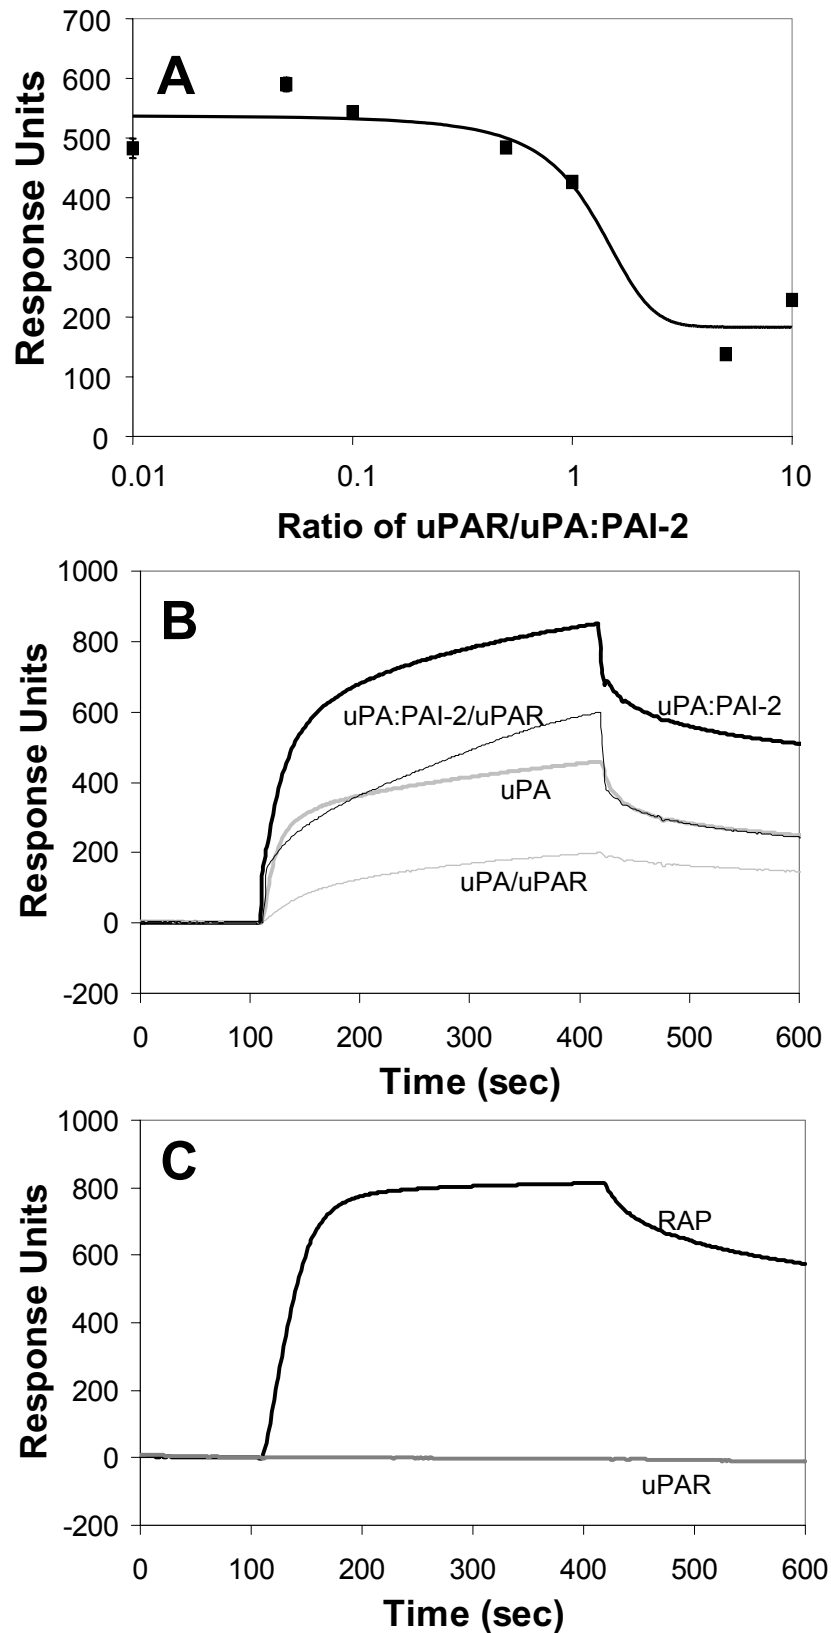 A
Response Units
700
600
500
400
300
200
100
0
0.01 0.1 1 10
Ratio of uPAR/uPA:PAI-2
B
Response Units
1000
800
600
400
200
0
-200
uPA:PAI-2/uPAR
uPA:PAI-2
uPA
uPA/uPAR
0 100 200 300 400 500 600
Time (sec)
C
Response Units
1000
800
600
400
200
0
-200
RAP
uPAR
0 100 200 300 400 500 600
Time (sec)